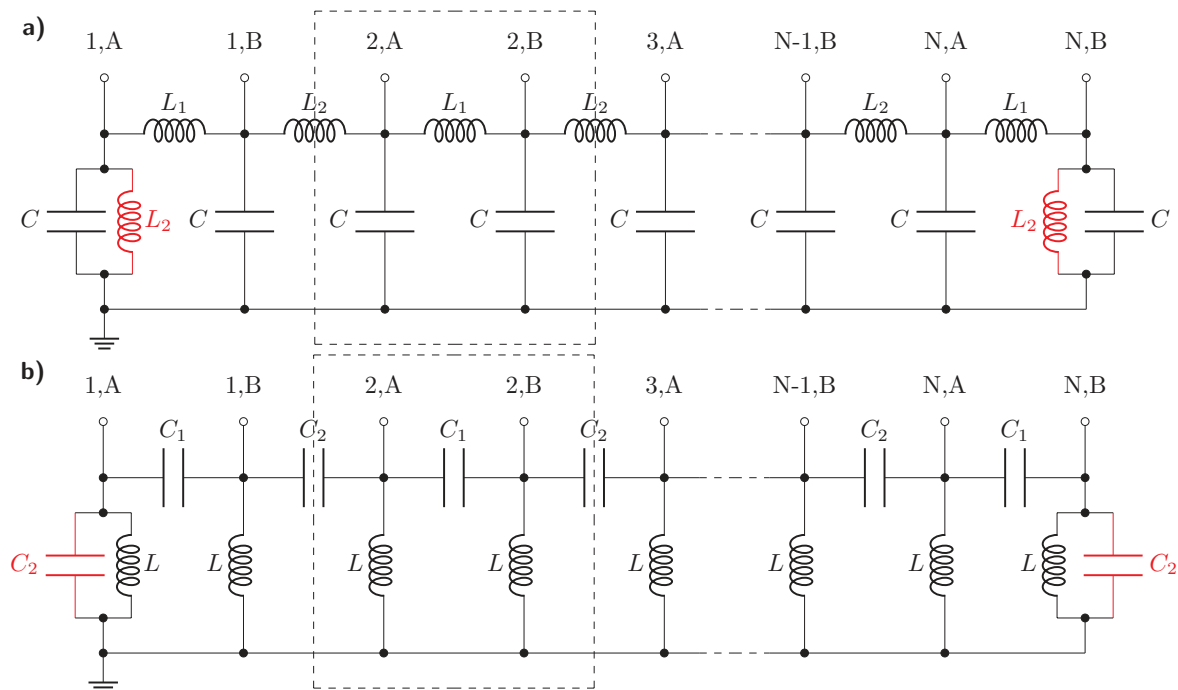 a)
1,A 1,B 2,A 2,B 3,A N-1,B N,A N,B
L₁ L₂ L₁ L₂ L₂ L₁
C L₂ C C C C C C L₂ C
b)
1,A 1,B 2,A 2,B 3,A N-1,B N,A N,B
C₁ C₂ C₁ C₂ C₂ C₁
C₂ L L L L L L L L C₂